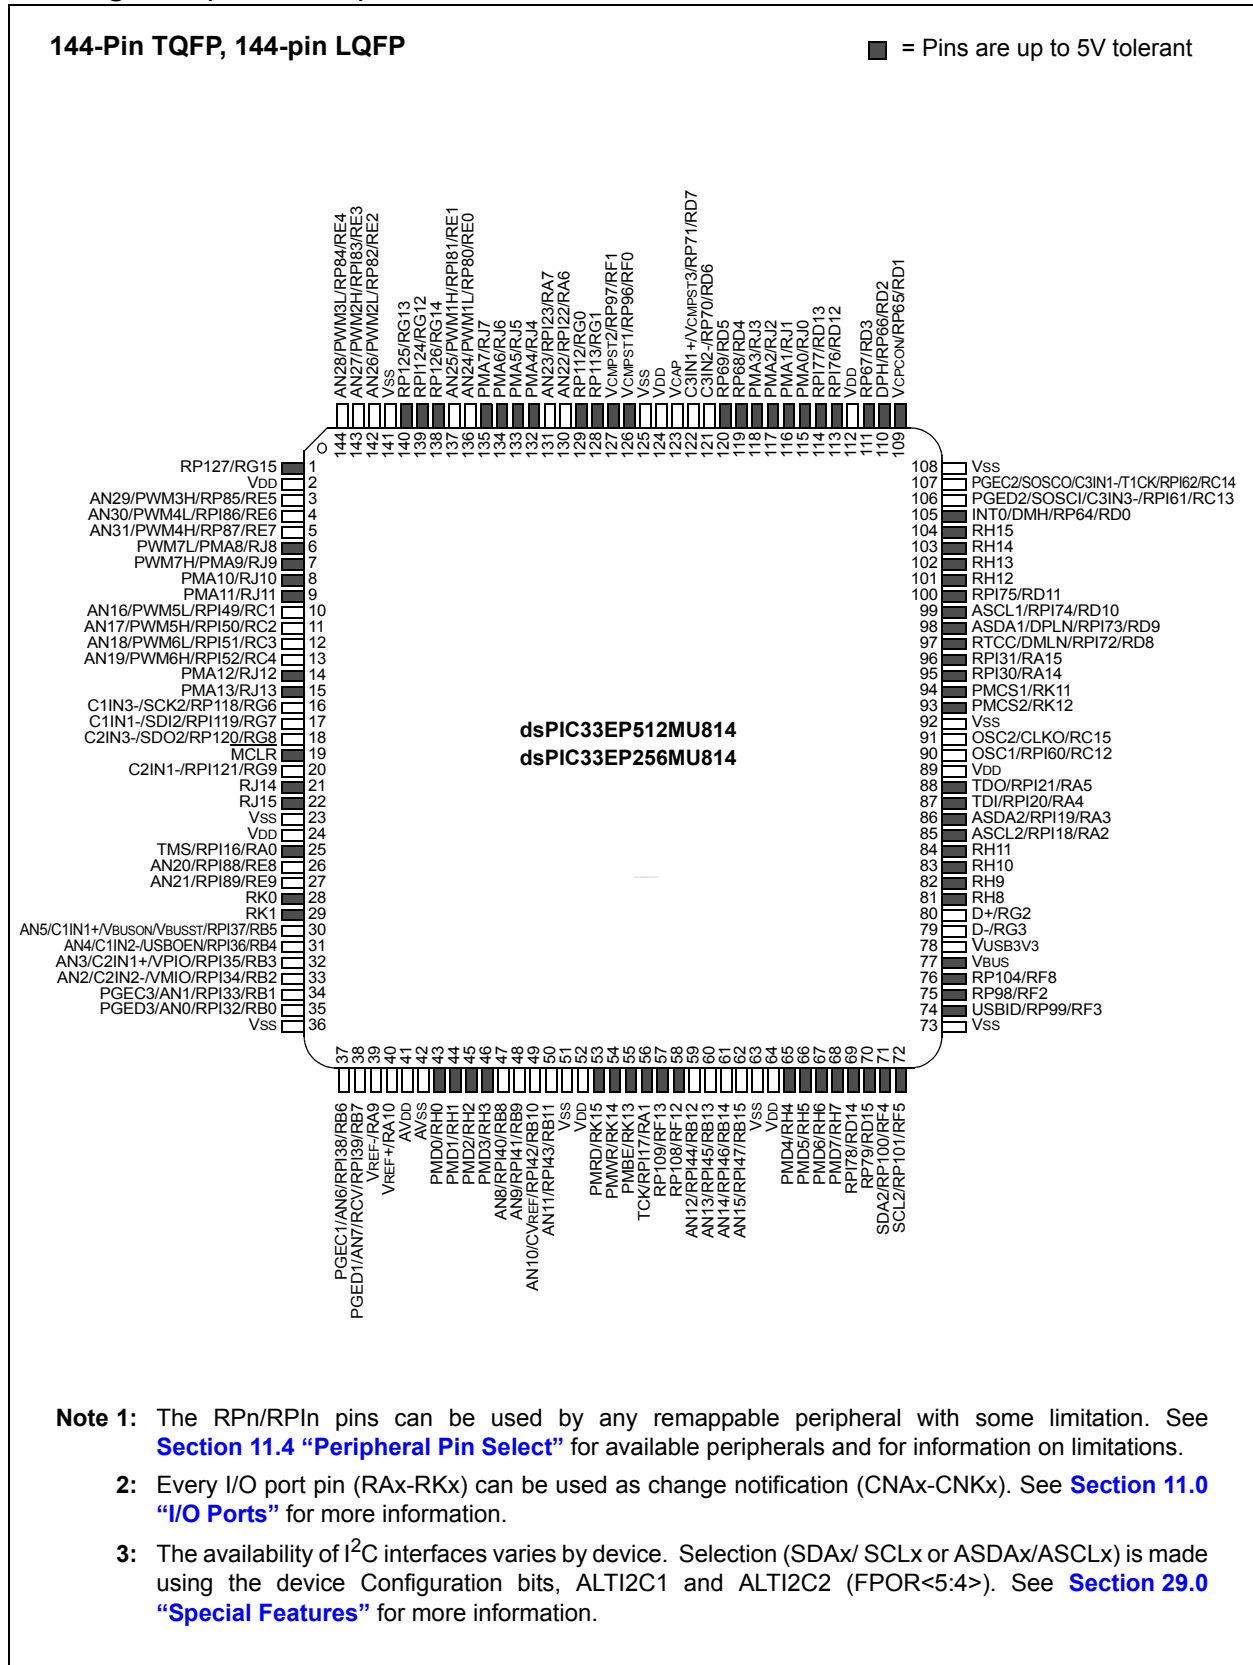 144-Pin TQFP, 144-pin LQFP
= Pins are up to 5V tolerant
AN28/PWM3L/RP84/RE4
AN27/PWM2H/RPI83/RE3
AN26/PWM2L/RP82/RE2
VSS
RP125/RG13
RPI124/RG12
RP126/RG14
AN25/PWM1H/RPI81/RE1
AN24/PWM1L/RP80/RE0
PMA7/RJ7
PMA6/RJ6
PMA5/RJ5
PMA4/RJ4
AN23/RPI23/RA7
AN22/RPI22/RA6
RP112/RG0
RP113/RG1
VCMPST2/RP97/RF1
VCMPST1/RP96/RF0
VSS
VDD
VCAP
C3IN1+/VCMPST3/RP71/RD7
C3IN2-/RP70/RD6
RP69/RD5
RP68/RD4
PMA3/RJ3
PMA2/RJ2
PMA1/RJ1
PMA0/RJ0
RPI77/RD13
RPI76/RD12
VDD
RP67/RD3
DPH/RP66/RD2
VCPCON/RP65/RD1
144 143 142 141 140 139 138 137 136 135 134 133 132 131 130 129 128 127 126 125 124 123 122 121 120 119 118 117 116 115 114 113 112 111 110 109
RP127/RG15 1
VDD 2
AN29/PWM3H/RP85/RE5 3
AN30/PWM4L/RPI86/RE6 4
AN31/PWM4H/RP87/RE7 5
PWM7L/PMA8/RJ8 6
PWM7H/PMA9/RJ9 7
PMA10/RJ10 8
PMA11/RJ11 9
AN16/PWM5L/RPI49/RC1 10
AN17/PWM5H/RPI50/RC2 11
AN18/PWM6L/RPI51/RC3 12
AN19/PWM6H/RPI52/RC4 13
PMA12/RJ12 14
PMA13/RJ13 15
C1IN3-/SCK2/RP118/RG6 16
C1IN1-/SDI2/RPI119/RG7 17
C2IN3-/SDO2/RP120/RG8 18
MCLR 19
C2IN1-/RPI121/RG9 20
RJ14 21
RJ15 22
VSS 23
VDD 24
TMS/RPI16/RA0 25
AN20/RPI88/RE8 26
AN21/RPI89/RE9 27
RK0 28
RK1 29
AN5/C1IN1+/VBUSON/VBUSST/RPI37/RB5 30
AN4/C1IN2-/USBOEN/RPI36/RB4 31
AN3/C2IN1+/VPIO/RPI35/RB3 32
AN2/C2IN2-/VMIO/RPI34/RB2 33
PGEC3/AN1/RPI33/RB1 34
PGED3/AN0/RPI32/RB0 35
VSS 36
dsPIC33EP512MU814
dsPIC33EP256MU814
108 VSS
107 PGEC2/SOSCO/C3IN1-/T1CK/RPI62/RC14
106 PGED2/SOSCI/C3IN3-/RPI61/RC13
105 INT0/DMH/RP64/RD0
104 RH15
103 RH14
102 RH13
101 RH12
100 RPI75/RD11
99 ASCL1/RPI74/RD10
98 ASDA1/DPLN/RPI73/RD9
97 RTCC/DMLN/RPI72/RD8
96 RPI31/RA15
95 RPI30/RA14
94 PMCS1/RK11
93 PMCS2/RK12
92 VSS
91 OSC2/CLKO/RC15
90 OSC1/RPI60/RC12
89 VDD
88 TDO/RPI21/RA5
87 TDI/RPI20/RA4
86 ASDA2/RPI19/RA3
85 ASCL2/RPI18/RA2
84 RH11
83 RH10
82 RH9
81 RH8
80 D+/RG2
79 D-/RG3
78 VUSB3V3
77 VBUS
76 RP104/RF8
75 RP98/RF2
74 USBID/RP99/RF3
73 VSS
37 38 39 40 41 42 43 44 45 46 47 48 49 50 51 52 53 54 55 56 57 58 59 60 61 62 63 64 65 66 67 68 69 70 71 72
PGEC1/AN6/RPI38/RB6
PGED1/AN7/RCV/RPI39/RB7
VREF-/RA9
VREF+/RA10
AVDD
AVSS
PMD0/RH0
PMD1/RH1
PMD2/RH2
PMD3/RH3
AN8/RPI40/RB8
AN9/RPI41/RB9
AN10/CVREF/RPI42/RB10
AN11/RPI43/RB11
VSS
VDD
PMRD/RK15
PMWR/RK14
PMBE/RK13
TCK/RPI17/RA1
RP109/RF13
RP108/RF12
AN12/RPI44/RB12
AN13/RPI45/RB13
AN14/RPI46/RB14
AN15/RPI47/RB15
VSS
VDD
PMD4/RH4
PMD5/RH5
PMD6/RH6
PMD7/RH7
RPI78/RD14
RP79/RD15
SDA2/RP100/RF4
SCL2/RP101/RF5
Note 1: The RPn/RPIn pins can be used by any remappable peripheral with some limitation. See
Section 11.4 “Peripheral Pin Select” for available peripherals and for information on limitations.
2: Every I/O port pin (RAx-RKx) can be used as change notification (CNAx-CNKx). See Section 11.0
“I/O Ports” for more information.
3: The availability of I2C interfaces varies by device. Selection (SDAx/ SCLx or ASDAx/ASCLx) is made
using the device Configuration bits, ALTI2C1 and ALTI2C2 (FPOR<5:4>). See Section 29.0
“Special Features” for more information.